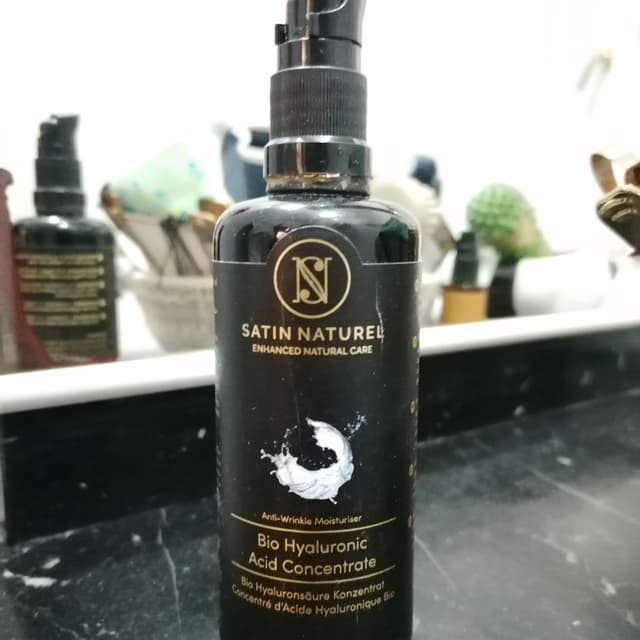 SATIN NATUREL
ENHANCED NATURAL CARE
Anti-Wrinkle Moisturiser
Bio Hyaluronic
Acid Concentrate
Bio Hyaluronsäure Konzentrat
Concentré d'Acide Hyaluronique Bio